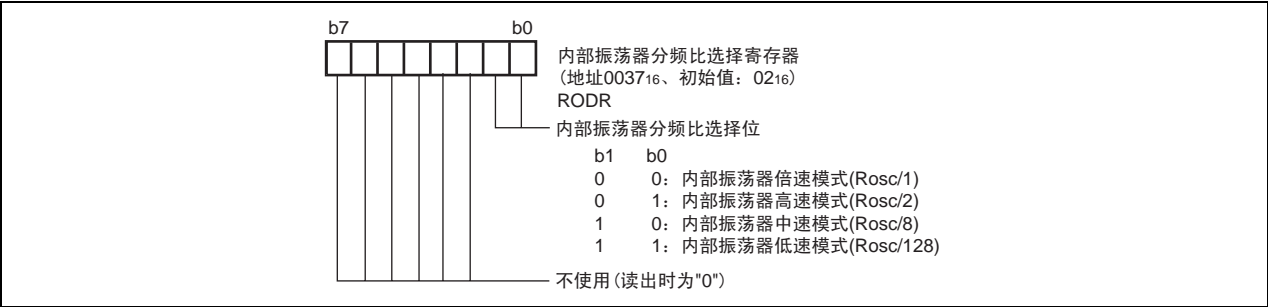 b7 b0
内部振荡器分频比选择寄存器
(地址003716、初始值：0216)
RODR
内部振荡器分频比选择位
b1 b0
0 0：内部振荡器倍速模式(Rosc/1)
0 1：内部振荡器高速模式(Rosc/2)
1 0：内部振荡器中速模式(Rosc/8)
1 1：内部振荡器低速模式(Rosc/128)
不使用(读出时为"0")